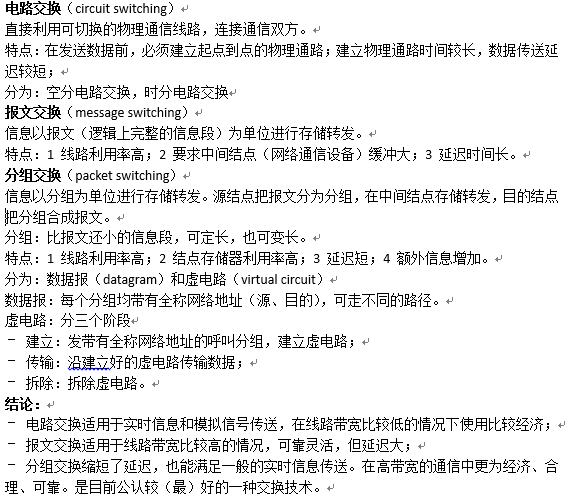 电路交换（circuit switching）
直接利用可切换的物理通信线路，连接通信双方。
特点：在发送数据前，必须建立起点到点的物理通路；建立物理通路时间较长，数据传送延
迟较短；
分为：空分电路交换，时分电路交换
报文交换（message switching）
信息以报文（逻辑上完整的信息段）为单位进行存储转发。
特点：1 线路利用率高；2 要求中间结点（网络通信设备）缓冲大；3 延迟时间长。
分组交换（packet switching）
信息以分组为单位进行存储转发。源结点把报文分为分组，在中间结点存储转发，目的结点
把分组合成报文。
分组：比报文还小的信息段，可定长，也可变长。
特点：1 线路利用率高；2 结点存储器利用率高；3 延迟短；4 额外信息增加。
分为：数据报（datagram）和虚电路（virtual circuit）
数据报：每个分组均带有全称网络地址（源、目的），可走不同的路径。
虚电路：分三个阶段
– 建立：发带有全称网络地址的呼叫分组，建立虚电路；
– 传输：沿建立好的虚电路传输数据；
– 拆除：拆除虚电路。
结论：
– 电路交换适用于实时信息和模拟信号传送，在线路带宽比较低的情况下使用比较经济；
– 报文交换适用于线路带宽比较高的情况，可靠灵活，但延迟大；
– 分组交换缩短了延迟，也能满足一般的实时信息传送。在高带宽的通信中更为经济、合
理、可靠。是目前公认较（最）好的一种交换技术。